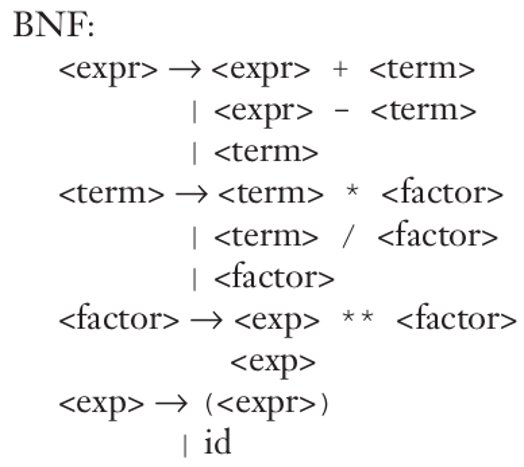 BNF:
<expr> → <expr> + <term>
| <expr> - <term>
| <term>
<term> → <term> * <factor>
| <term> / <factor>
| <factor>
<factor> → <exp> ** <factor>
<exp>
<exp> → (<expr>)
| id